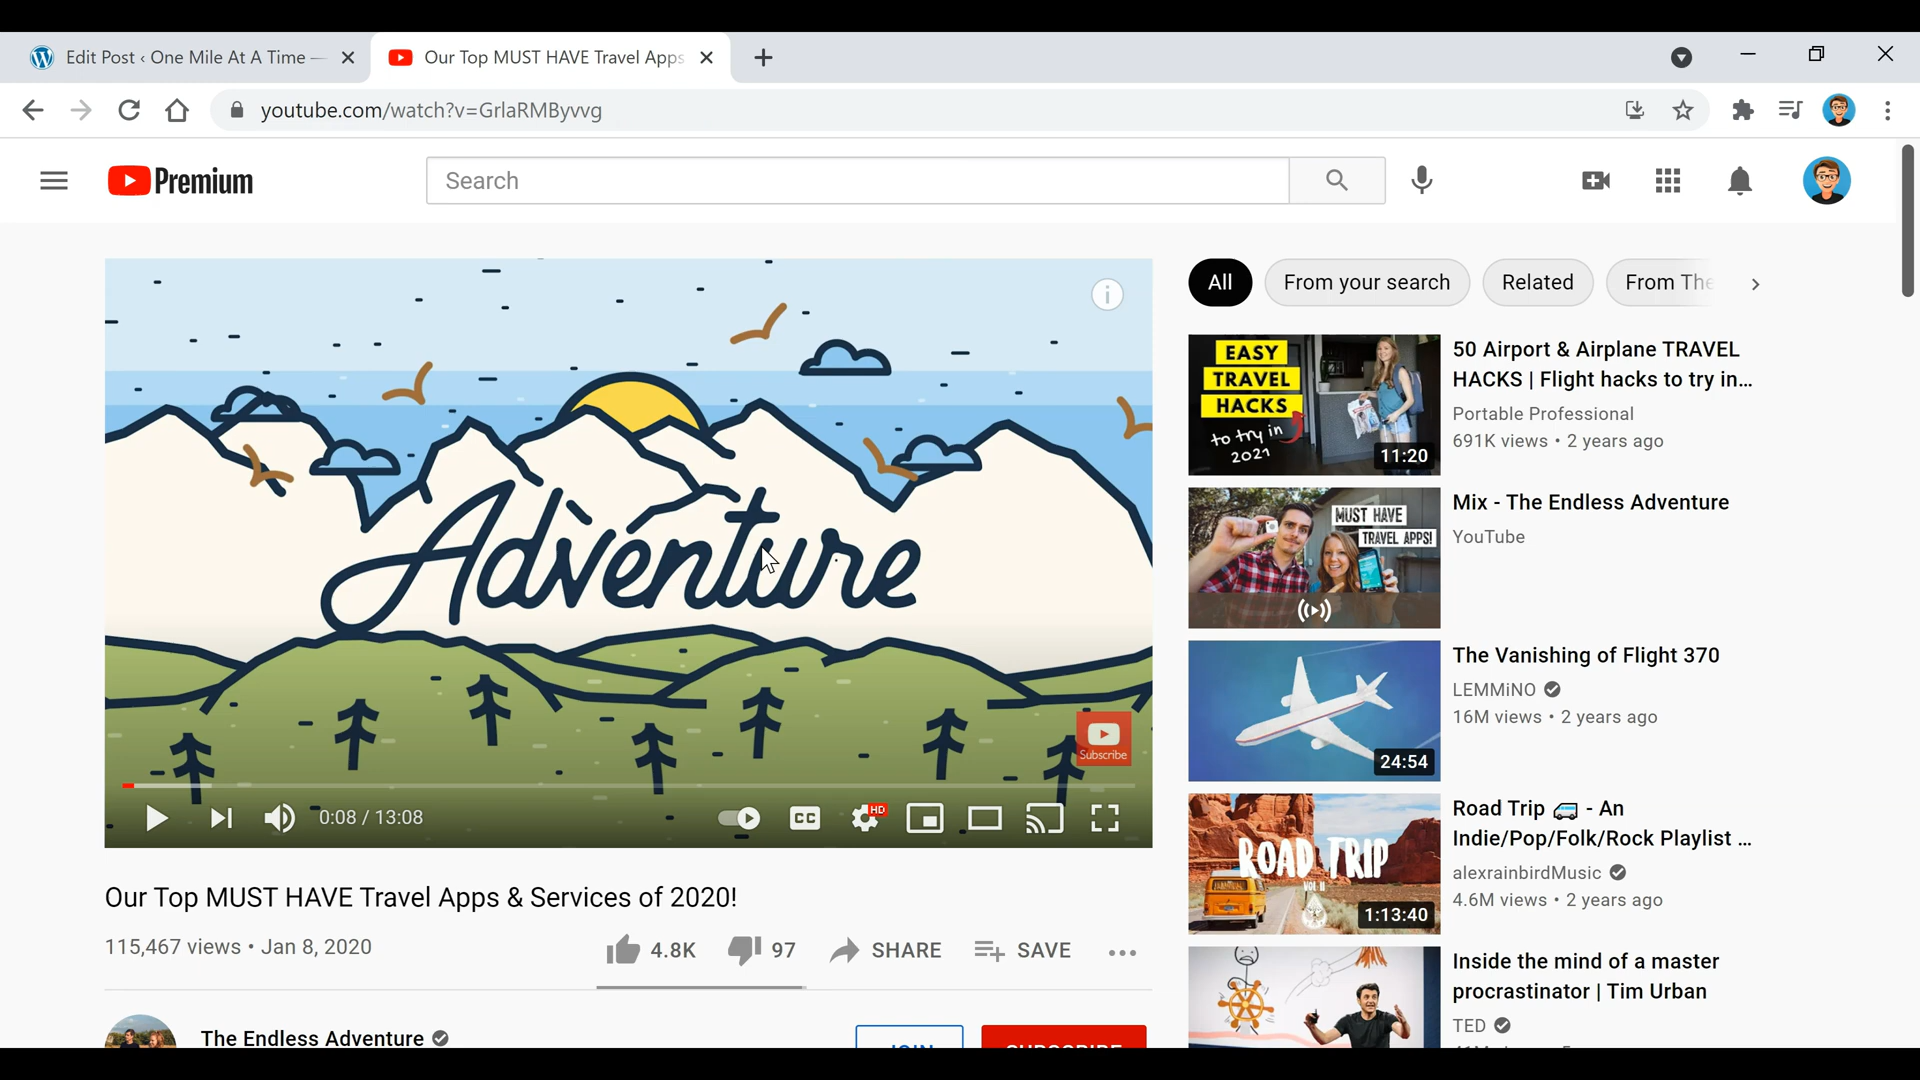 Edit Post ‹ One Mile At A Time —
Our Top MUST HAVE Travel Apps
youtube.com/watch?v=GrlaRMByvvg
Premium
Search
Adventure
i
Subscribe
0:08 / 13:08
CC
HD
Our Top MUST HAVE Travel Apps & Services of 2020!
115,467 views • Jan 8, 2020
4.8K
97
SHARE
SAVE
The Endless Adventure
JOIN
SUBSCRIBE
All
From your search
Related
From The
EASY
TRAVEL
HACKS
to try in
2021
11:20
50 Airport & Airplane TRAVEL
HACKS | Flight hacks to try in...
Portable Professional
691K views • 2 years ago
MUST HAVE
TRAVEL APPS!
Mix - The Endless Adventure
YouTube
24:54
The Vanishing of Flight 370
LEMMiNO
16M views • 2 years ago
ROAD TRIP
VOL II
1:13:40
Road Trip 🚐 - An
Indie/Pop/Folk/Rock Playlist ...
alexrainbirdMusic
4.6M views • 2 years ago
Inside the mind of a master
procrastinator | Tim Urban
TED